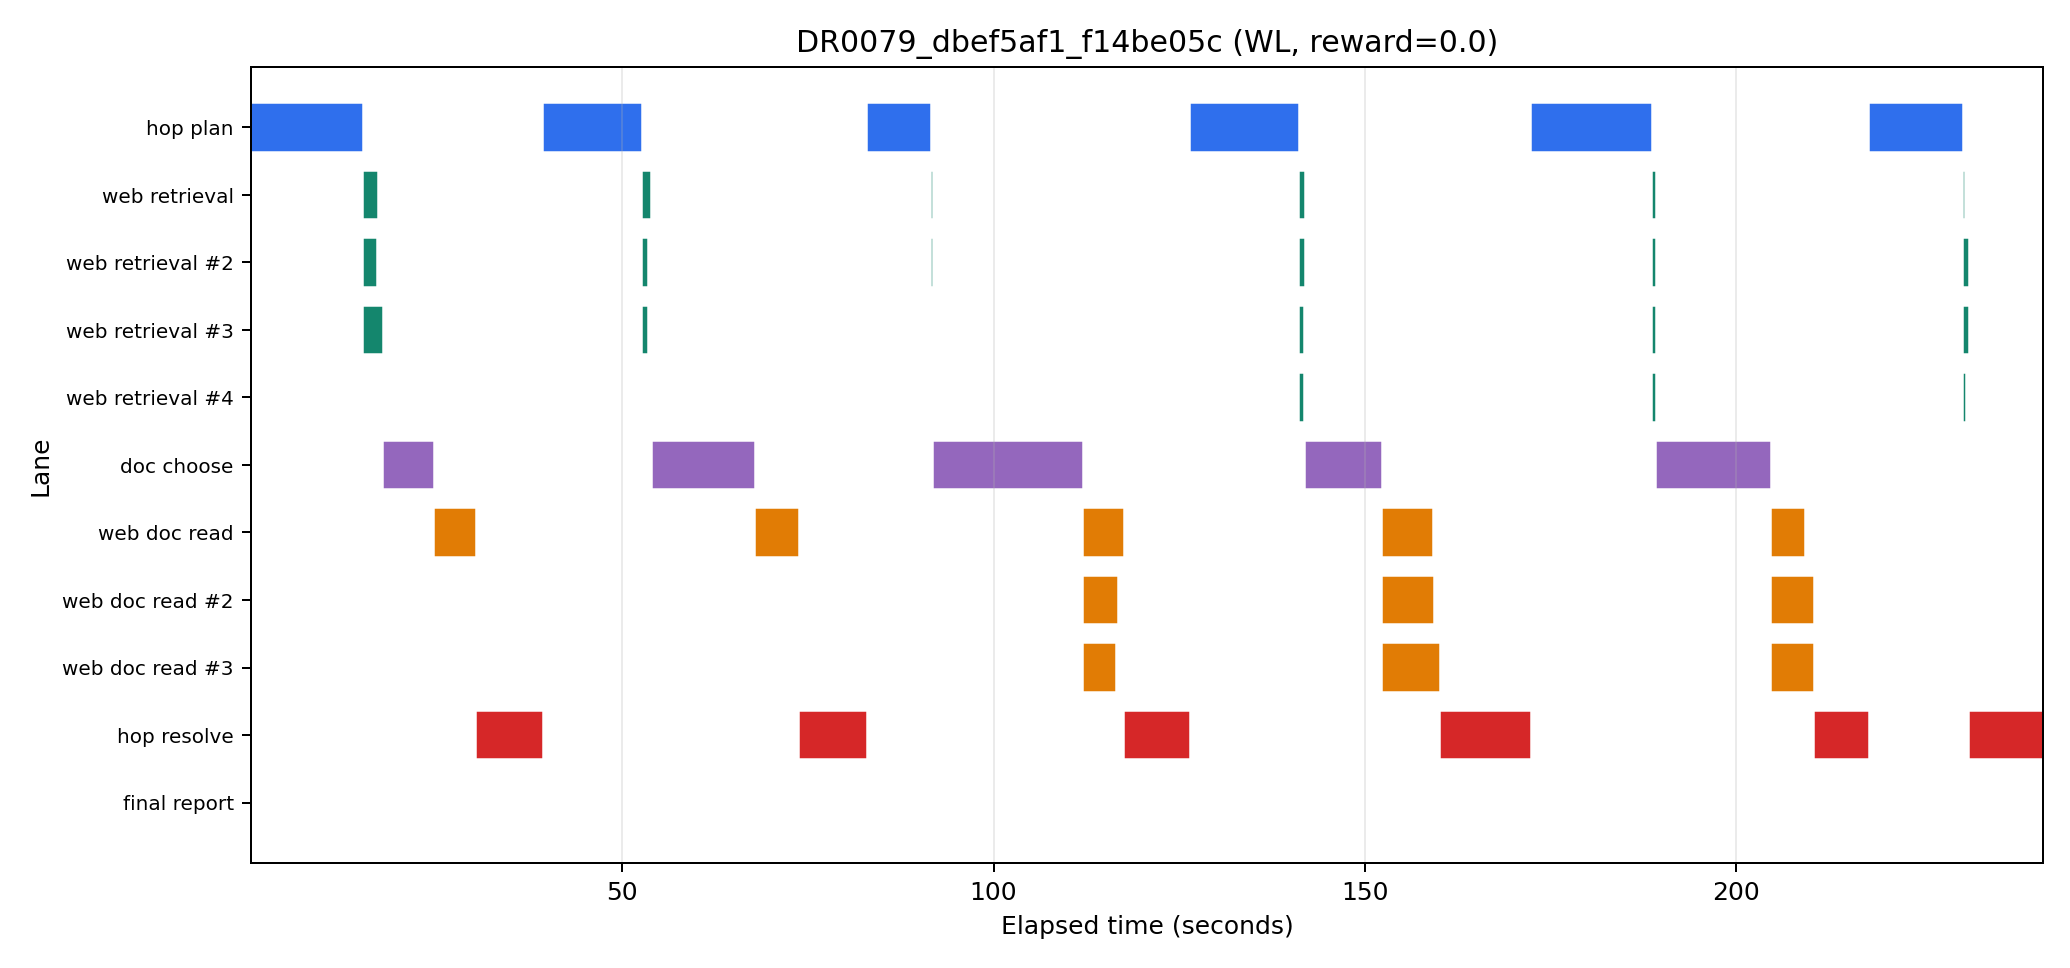 DR0079_dbef5af1_f14be05c (WL, reward=0.0)
hop plan
web retrieval
web retrieval #2
web retrieval #3
web retrieval #4
doc choose
web doc read
web doc read #2
web doc read #3
hop resolve
final report
Lane
50
100
150
200
Elapsed time (seconds)